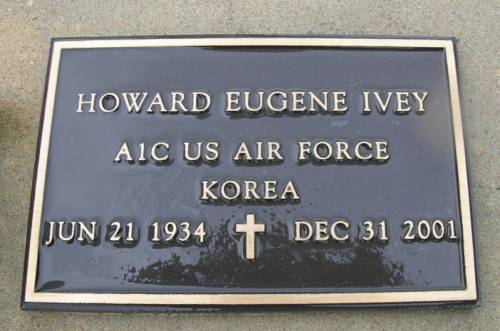 HOWARD EUGENE IVEY
A1C US AIR FORCE
KOREA
JUN 21 1934 DEC 31 2001